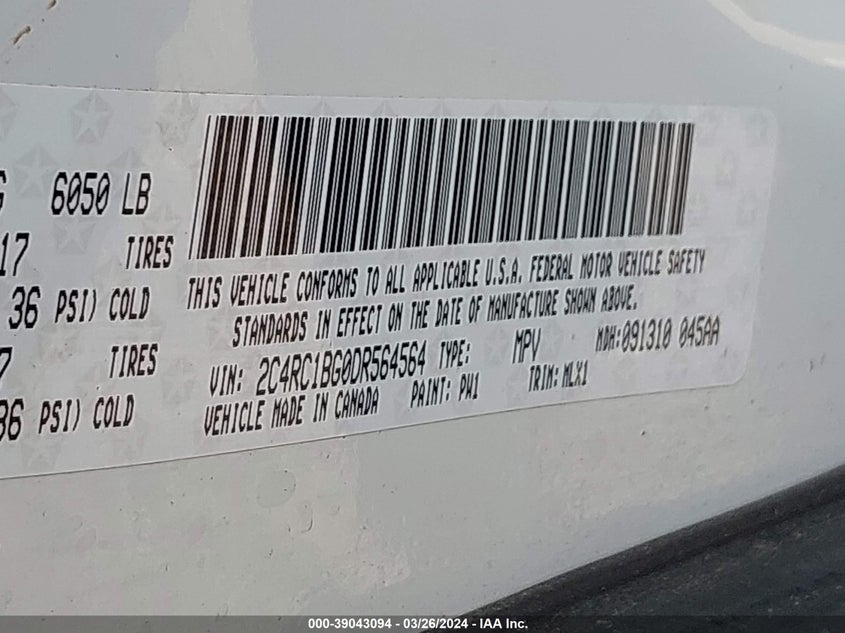 6050 LB
17 TIRES
36 PSI) COLD
TIRES
36 PSI) COLD
THIS VEHICLE CONFORMS TO ALL APPLICABLE U.S.A. FEDERAL MOTOR VEHICLE SAFETY
STANDARDS IN EFFECT ON THE DATE OF MANUFACTURE SHOWN ABOVE.
VIN: 2C4RC1BG0DR564564 TYPE: MPV MDH:091310 045AA
VEHICLE MADE IN CANADA PAINT: PW1 TRIM: MLX1
000-39043094 - 03/26/2024 - IAA Inc.